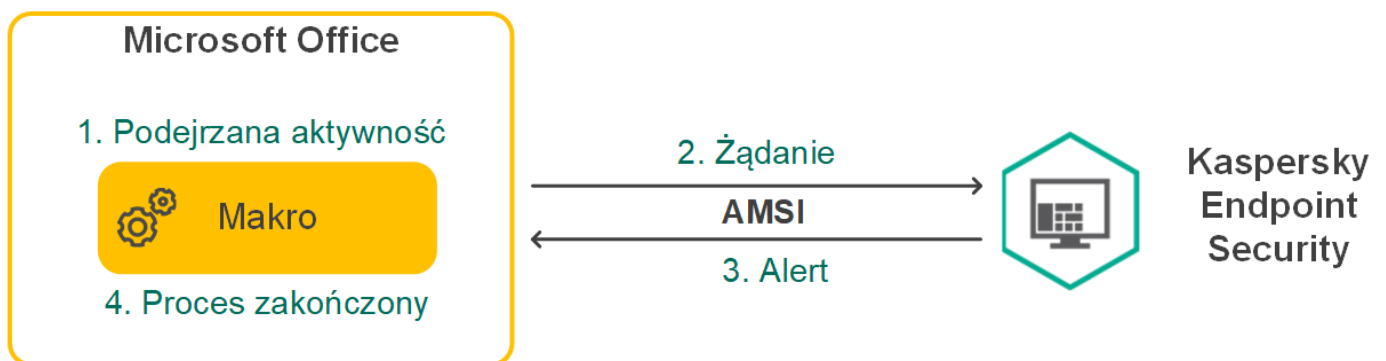 Microsoft Office
1. Podejrzana aktywność
Makro
4. Proces zakończony
2. Żądanie
AMSI
3. Alert
Kaspersky
Endpoint
Security